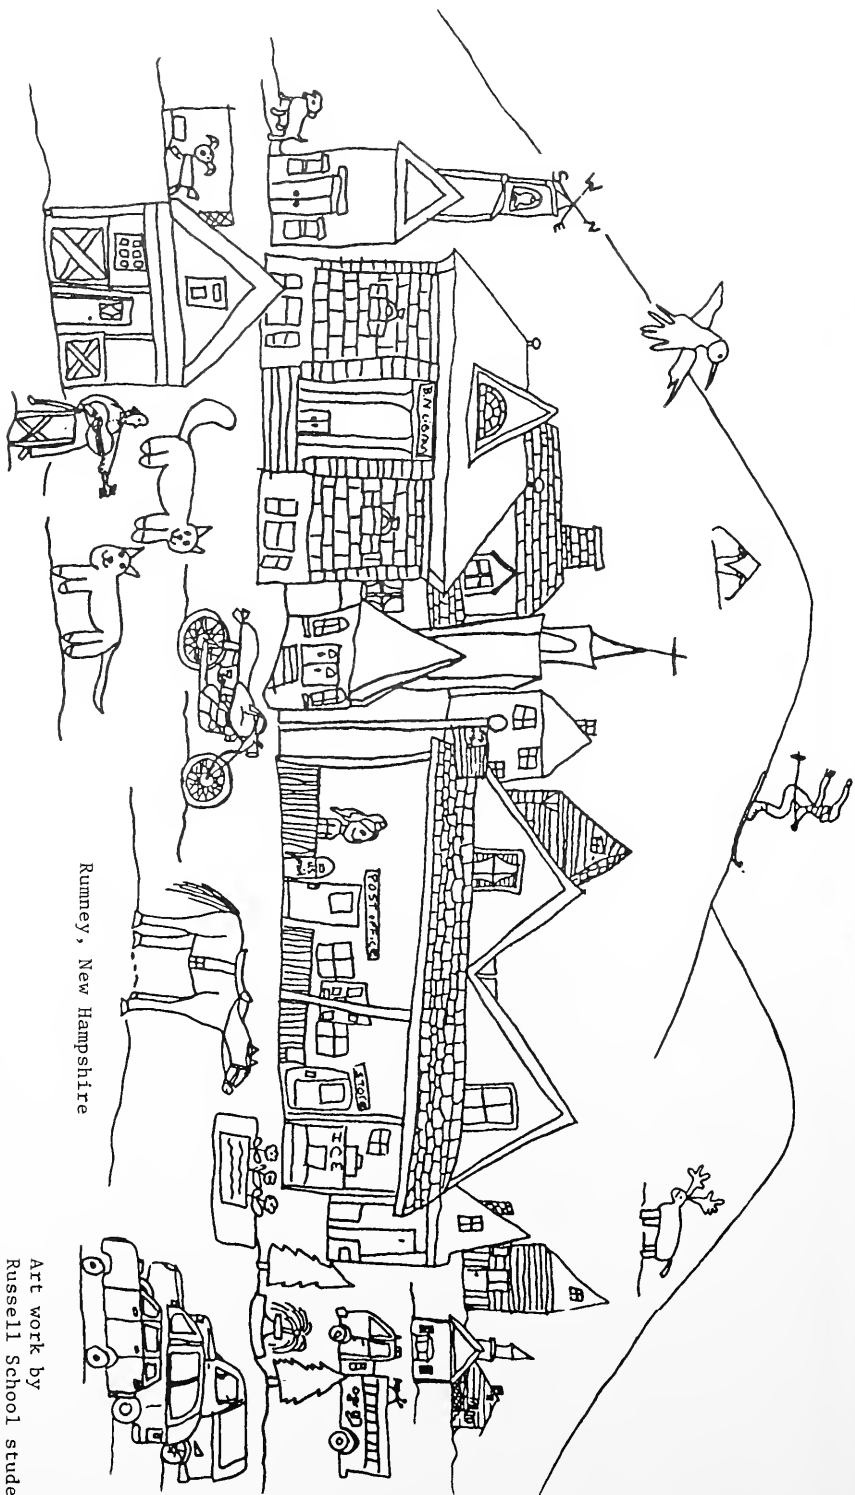 S
E
POST OFFICE
STORE
ICE
Rumney, New Hampshire
Art work by
Russell School stude